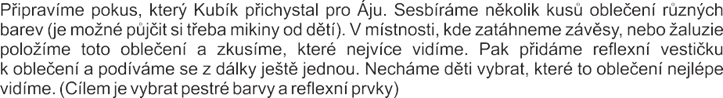 Připravíme pokus, který Kubík přichystal pro Áju. Sesbíráme několik kusů oblečení různých
barev (je možné půjčit si třeba mikiny od dětí). V místnosti, kde zatáhneme závěsy, nebo žaluzie
položíme toto oblečení a zkusíme, které nejvíce vidíme. Pak přidáme reflexní vestičku
k oblečení a podíváme se z dálky ještě jednou. Necháme děti vybrat, které to oblečení nejlépe
vidíme. (Cílem je vybrat pestré barvy a reflexní prvky)